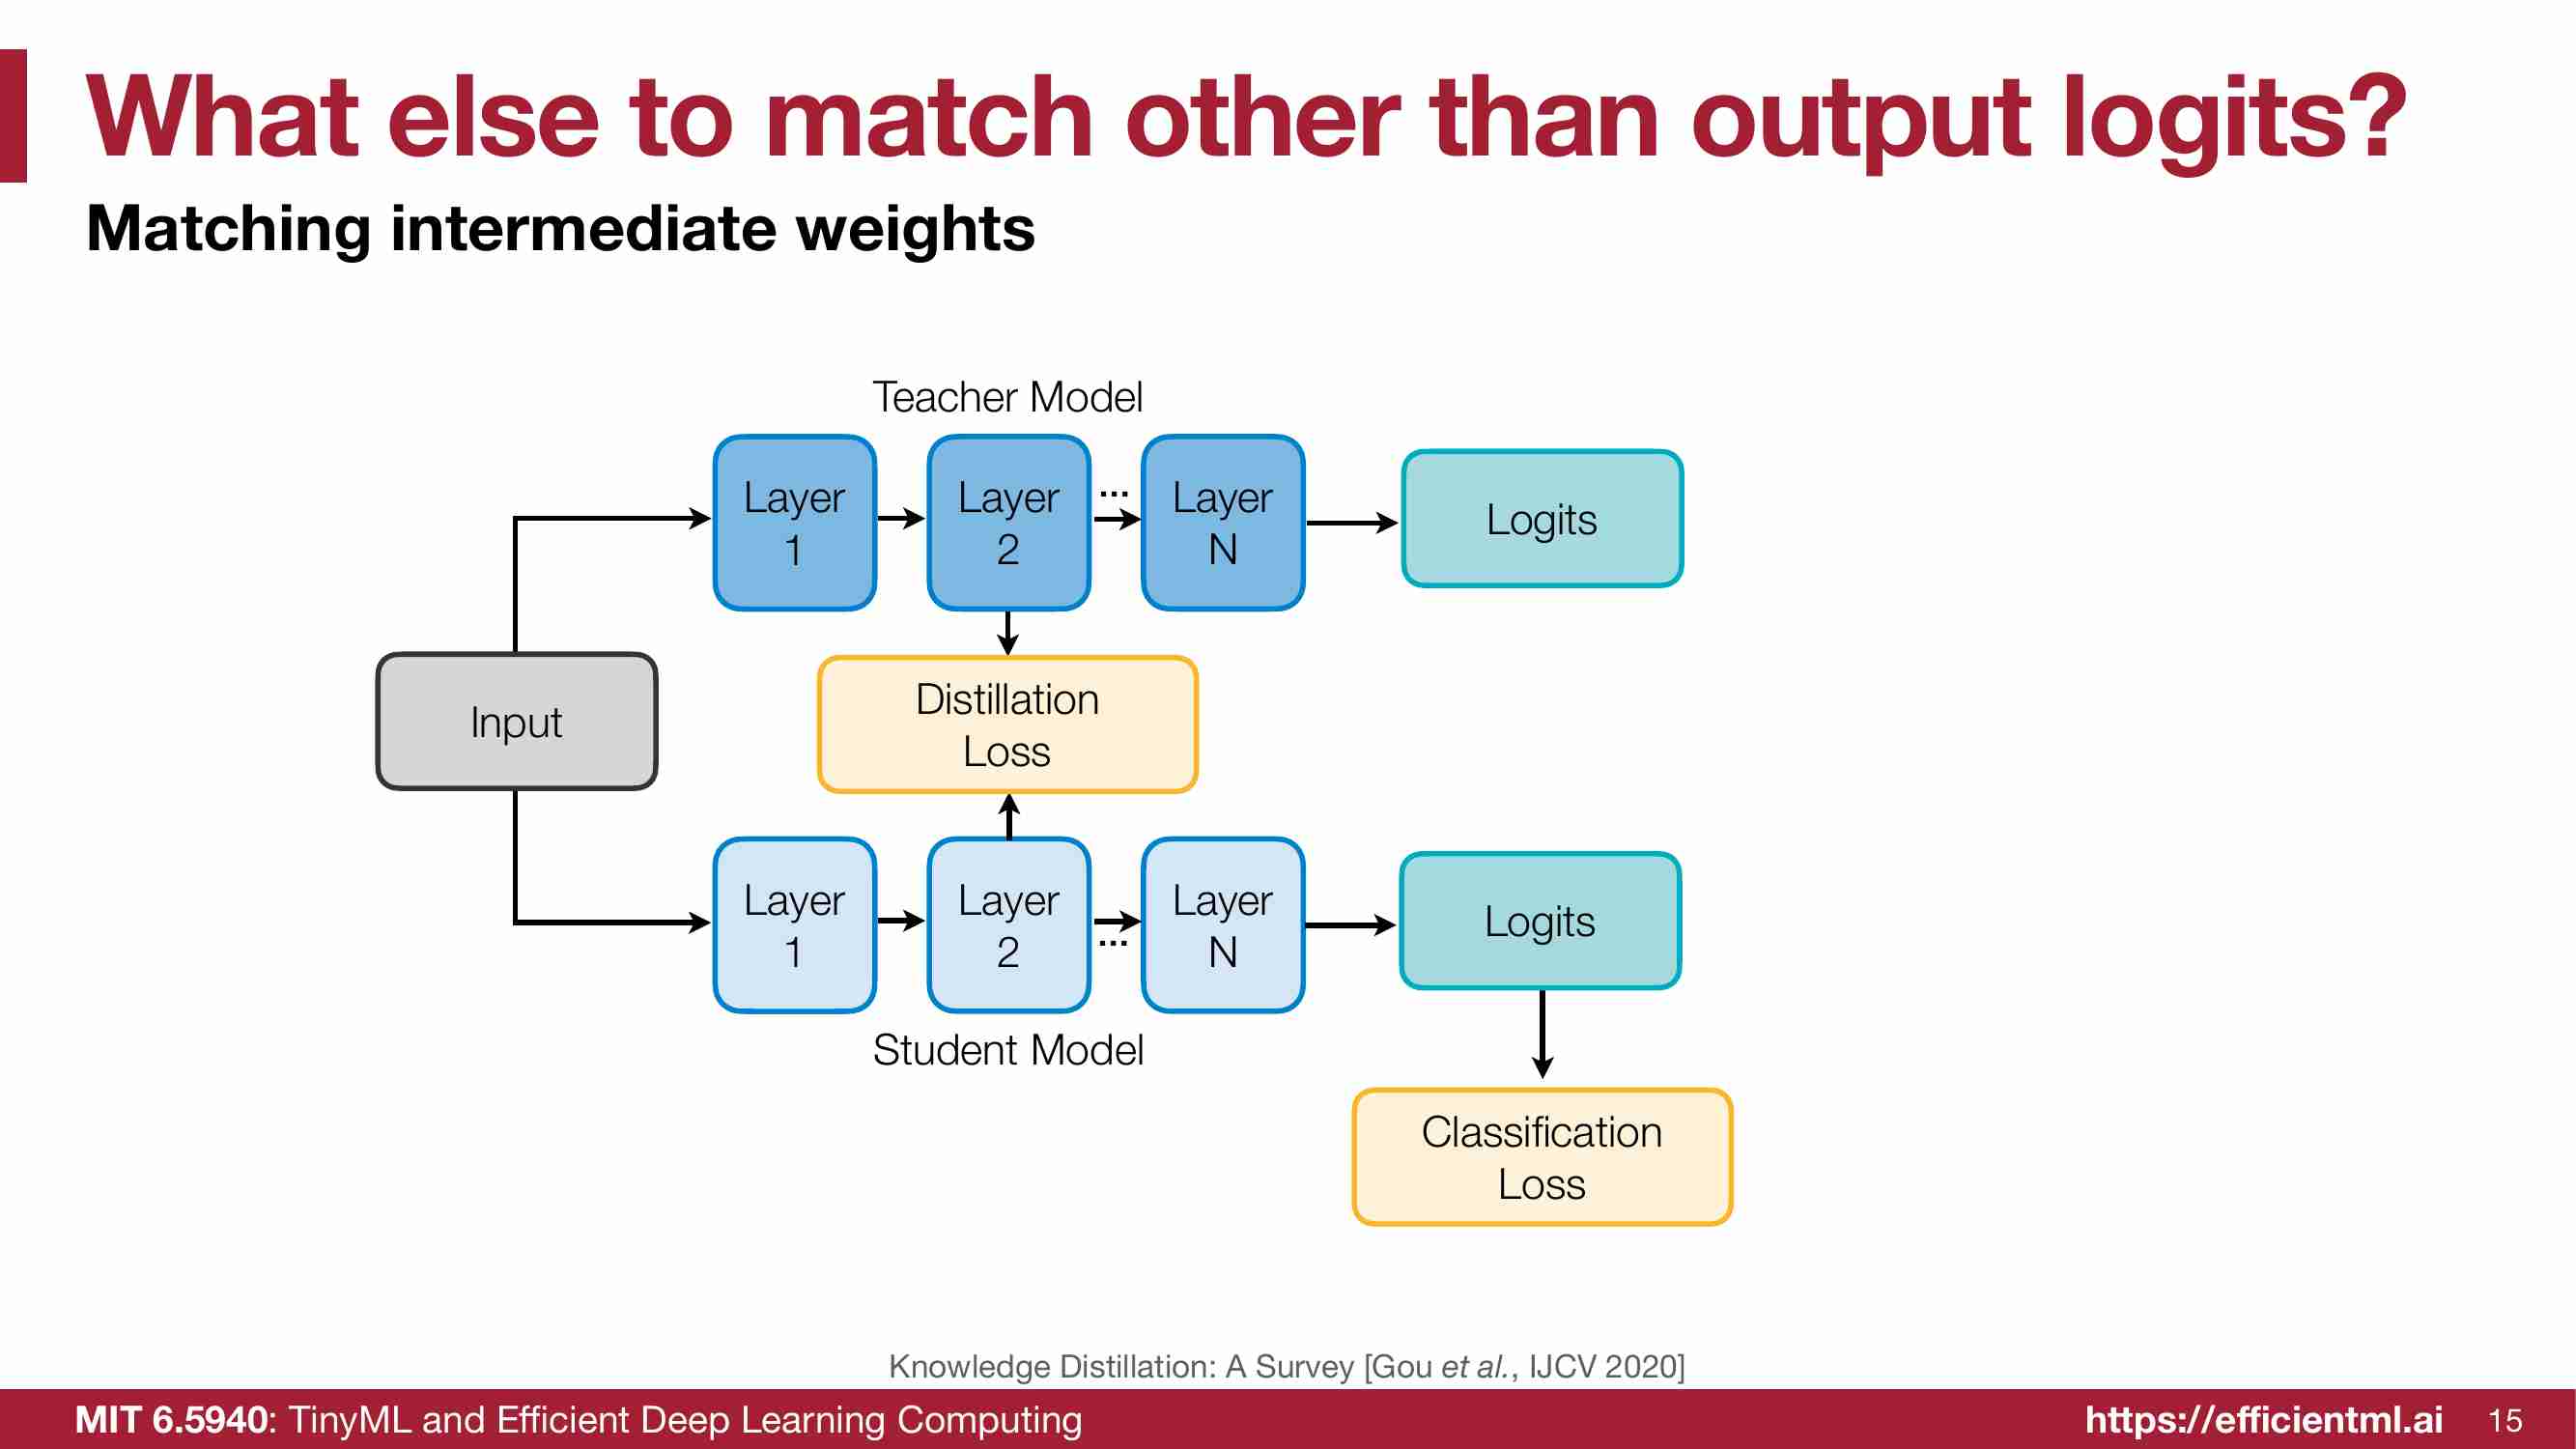 What else to match other than output logits?
Matching intermediate weights
Teacher Model
Layer
1
Layer
2
...
Layer
N
Logits
Input
Distillation
Loss
Layer
1
Layer
2
...
Layer
N
Logits
Student Model
Classification
Loss
Knowledge Distillation: A Survey [Gou et al., IJCV 2020]
MIT 6.5940: TinyML and Efficient Deep Learning Computing
https://efficientml.ai
15